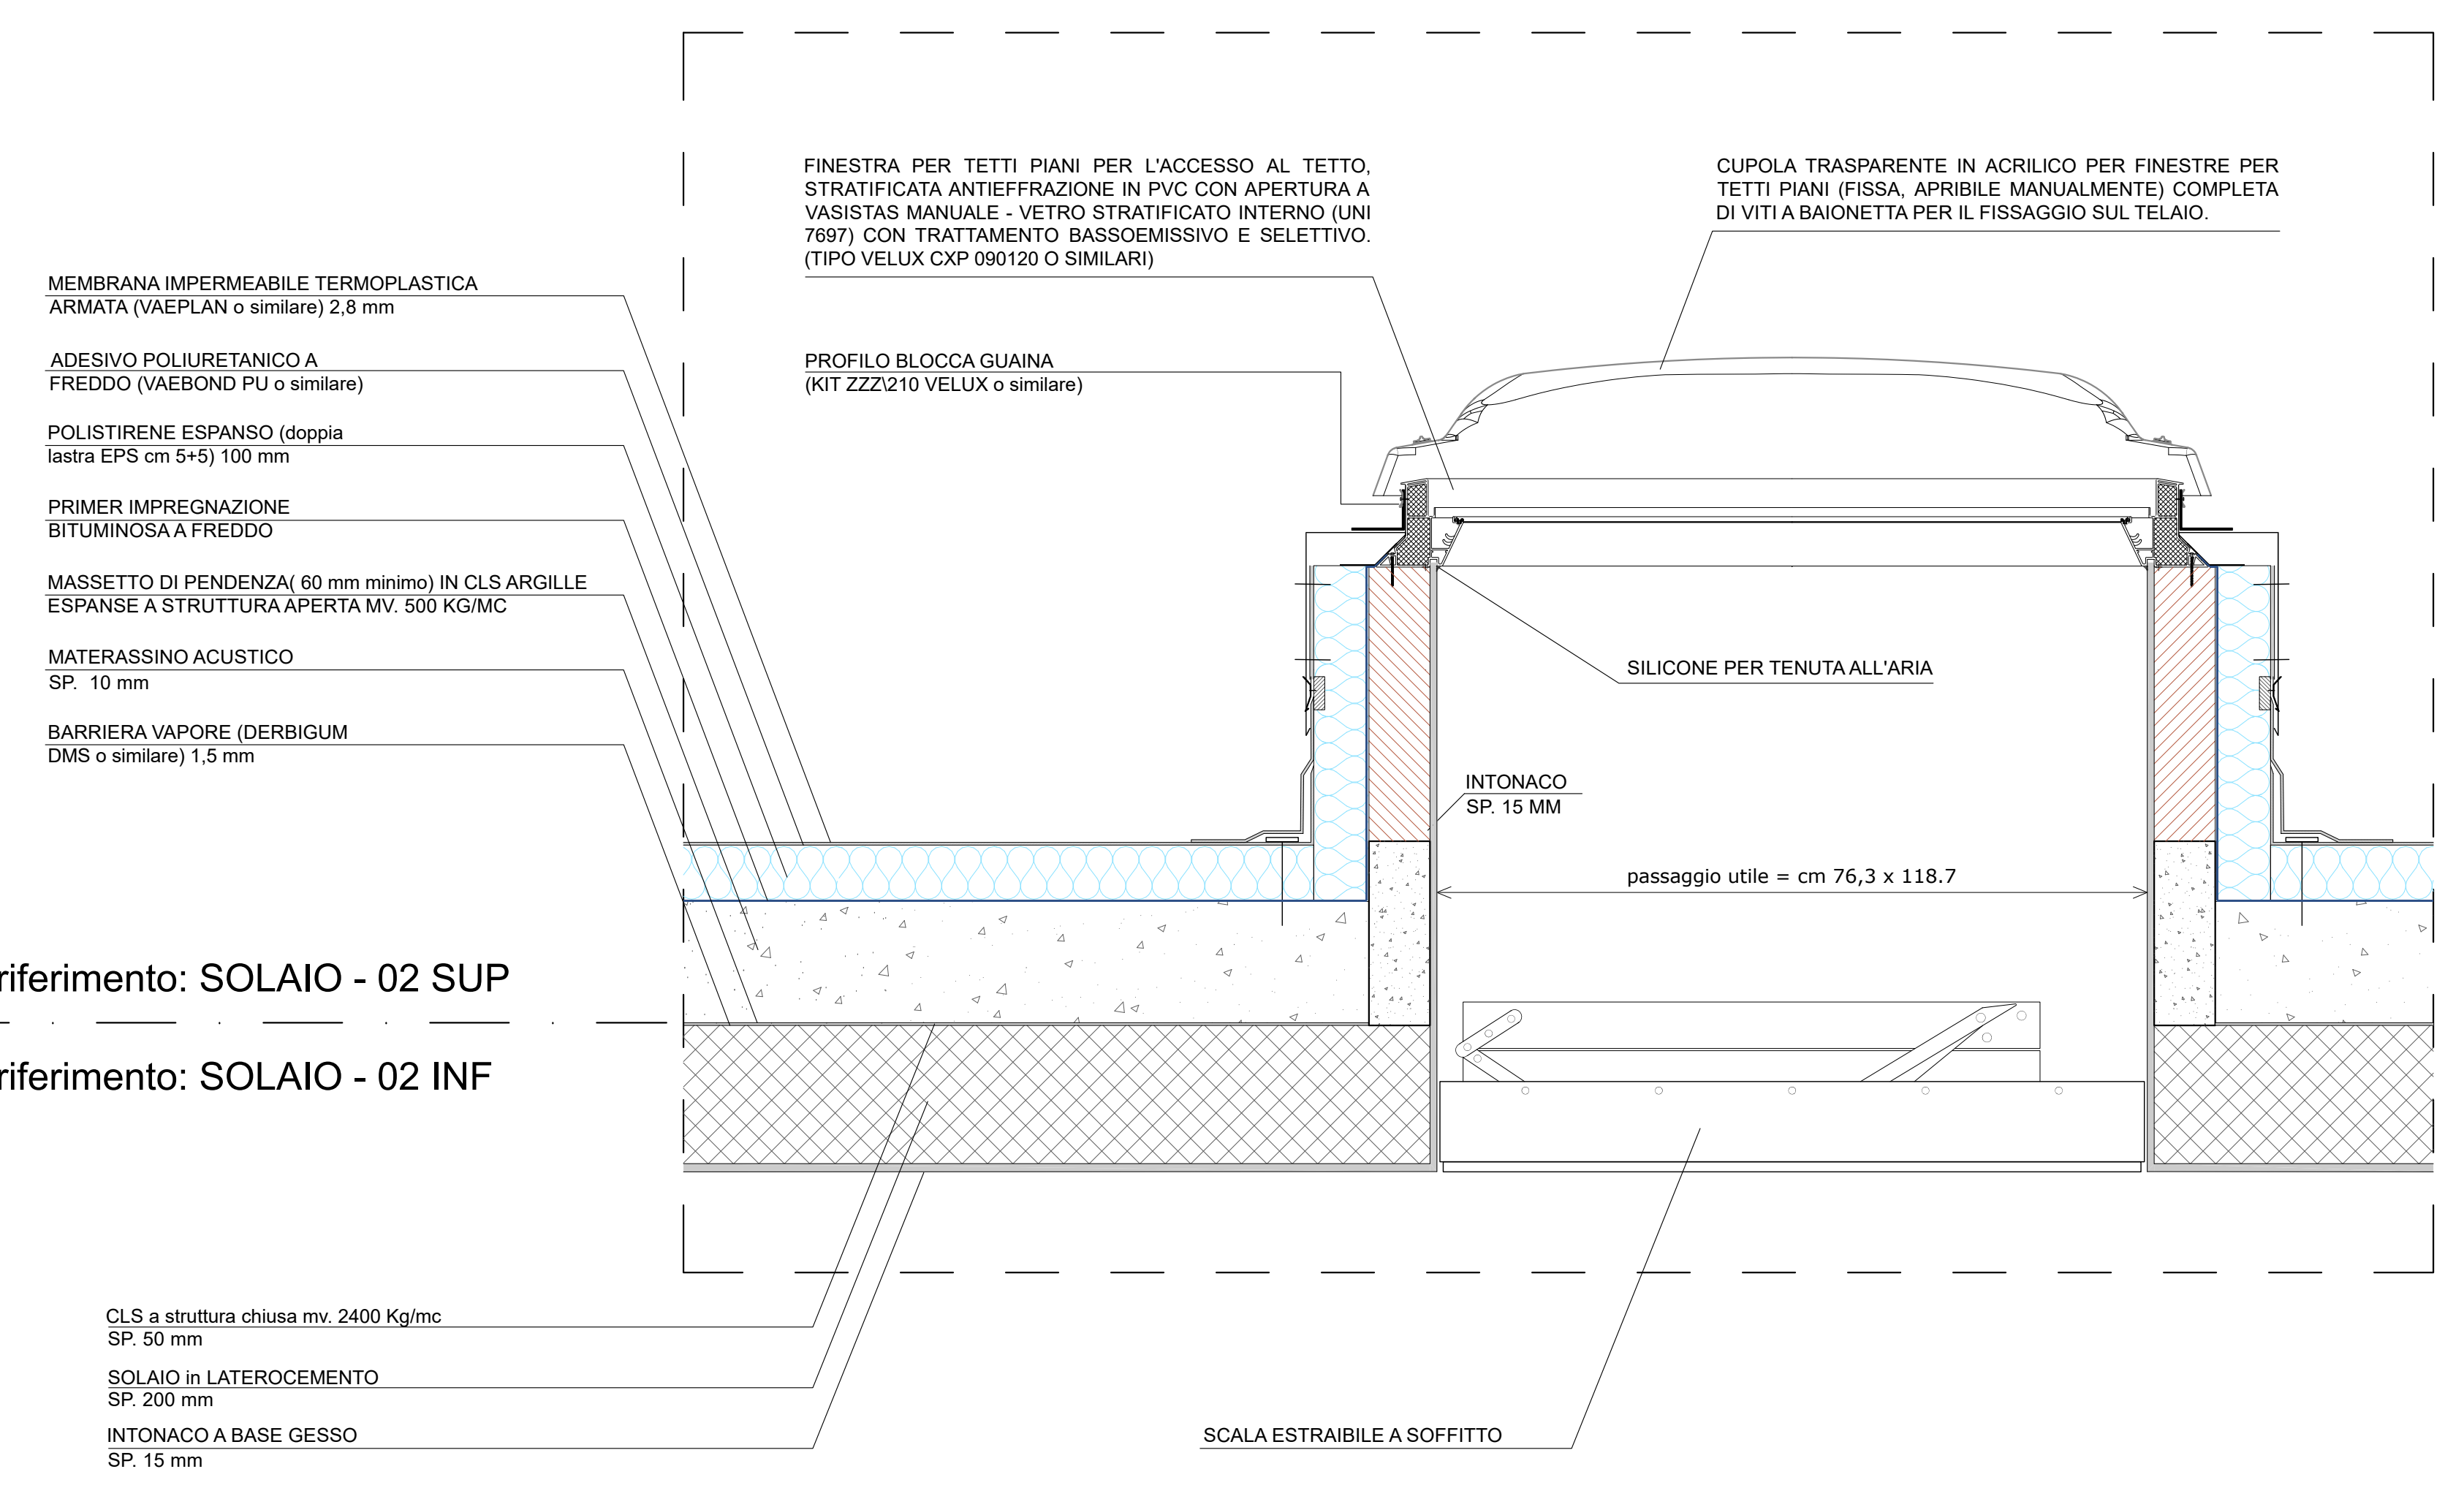 FINESTRA PER TETTI PIANI PER L'ACCESSO AL TETTO,
STRATIFICATA ANTIEFFRAZIONE IN PVC CON APERTURA A
VASISTAS MANUALE - VETRO STRATIFICATO INTERNO (UNI
7697) CON TRATTAMENTO BASSOEMISSIVO E SELETTIVO.
(TIPO VELUX CXP 090120 O SIMILARI)
CUPOLA TRASPARENTE IN ACRILICO PER FINESTRE PER
TETTI PIANI (FISSA, APRIBILE MANUALMENTE) COMPLETA
DI VITI A BAIONETTA PER IL FISSAGGIO SUL TELAIO.
PROFILO BLOCCA GUAINA
(KIT ZZZ\210 VELUX o similare)
MEMBRANA IMPERMEABILE TERMOPLASTICA
ARMATA (VAEPLAN o similare) 2,8 mm
ADESIVO POLIURETANICO A
FREDDO (VAEBOND PU o similare)
POLISTIRENE ESPANSO (doppia
lastra EPS cm 5+5) 100 mm
PRIMER IMPREGNAZIONE
BITUMINOSA A FREDDO
MASSETTO DI PENDENZA( 60 mm minimo) IN CLS ARGILLE
ESPANSE A STRUTTURA APERTA MV. 500 KG/MC
MATERASSINO ACUSTICO
SP. 10 mm
BARRIERA VAPORE (DERBIGUM
DMS o similare) 1,5 mm
SILICONE PER TENUTA ALL'ARIA
INTONACO
SP. 15 MM
passaggio utile = cm 76,3 x 118.7
riferimento: SOLAIO - 02 SUP
riferimento: SOLAIO - 02 INF
CLS a struttura chiusa mv. 2400 Kg/mc
SP. 50 mm
SOLAIO in LATEROCEMENTO
SP. 200 mm
INTONACO A BASE GESSO
SP. 15 mm
SCALA ESTRAIBILE A SOFFITTO